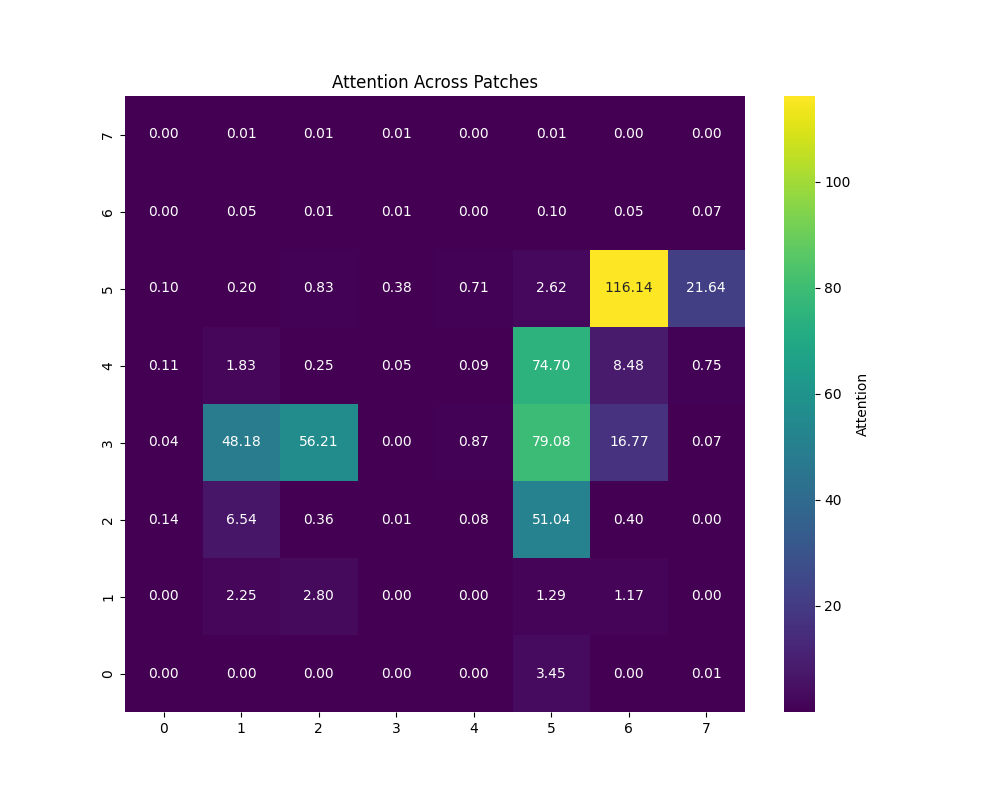 Attention Across Patches
7 0.00 0.01 0.01 0.01 0.00 0.01 0.00 0.00
6 0.00 0.05 0.01 0.01 0.00 0.10 0.05 0.07
5 0.10 0.20 0.83 0.38 0.71 2.62 116.14 21.64
4 0.11 1.83 0.25 0.05 0.09 74.70 8.48 0.75
3 0.04 48.18 56.21 0.00 0.87 79.08 16.77 0.07
2 0.14 6.54 0.36 0.01 0.08 51.04 0.40 0.00
1 0.00 2.25 2.80 0.00 0.00 1.29 1.17 0.00
0 0.00 0.00 0.00 0.00 0.00 3.45 0.00 0.01
0 1 2 3 4 5 6 7
100
80
60
40
20
Attention